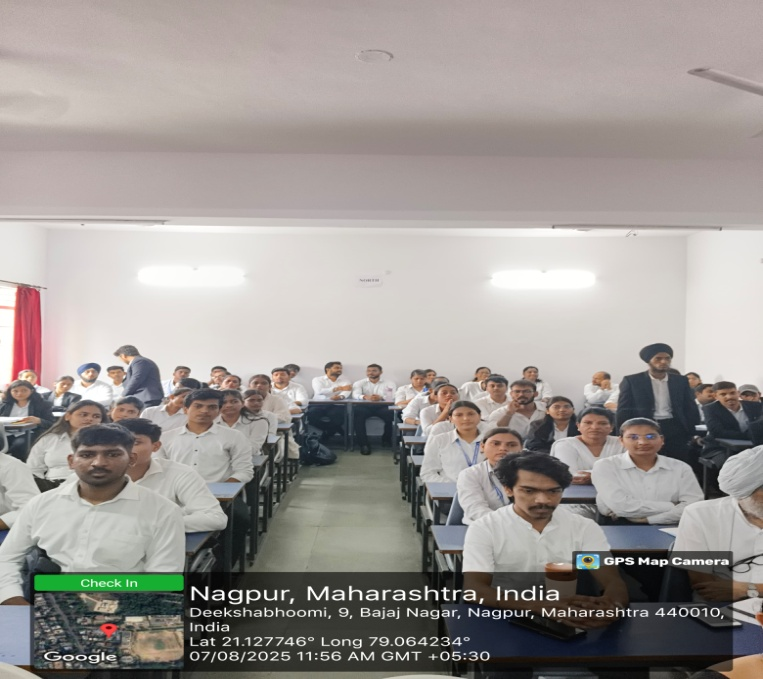 GPS Map Camera
Check In
Google
Nagpur, Maharashtra, India
Deekshabhoomi, 9, Bajaj Nagar, Nagpur, Maharashtra 440010,
India
Lat 21.127746° Long 79.064234°
07/08/2025 11:56 AM GMT +05:30